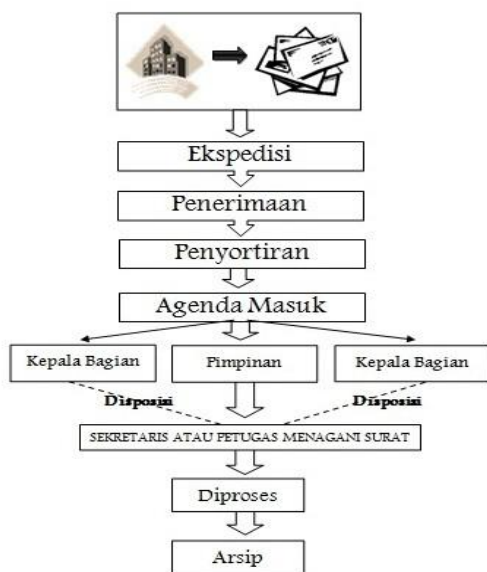 Ekspedisi
Penerimaan
Penyortiran
Agenda Masuk
Kepala Bagian
Pimpinan
Kepala Bagian
Disposisi
Disposisi
SEKRETARIS ATAU PETUGAS MENAGANI SURAT
Diproses
Arsip